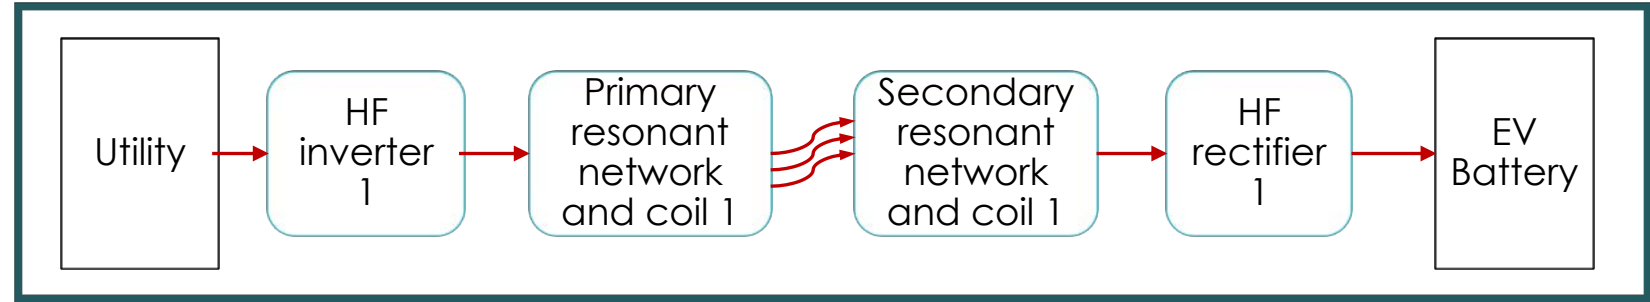 Utility
HF
inverter
1
Primary
resonant
network
and coil 1
Secondary
resonant
network
and coil 1
HF
rectifier
1
EV
Battery